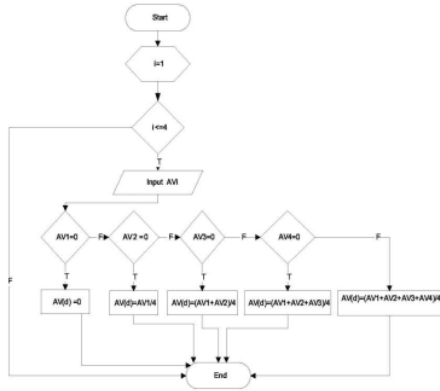 Start
i=1
i<=4
T
Input AVi
AV1=0
F
AV2 =0
F
AV3=0
F
AV4=0
F
F
T
T
T
T
AV(d) =0
AV(d)=AV1/4
AV(d)=(AV1+AV2)/4
AV(d)=(AV1+AV2+AV3)/4
AV(d)=(AV1+AV2+AV3+AV4)/4
End